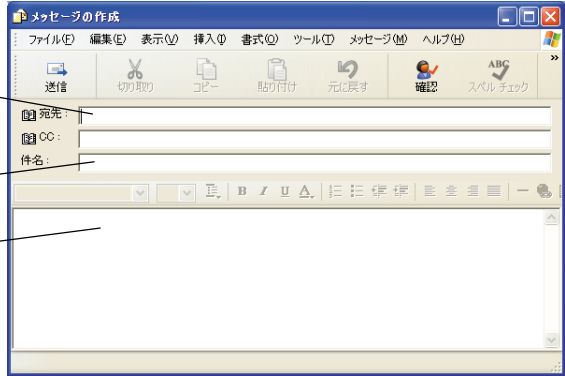 メッセージの作成
ファイル(F) 編集(E) 表示(V) 挿入(I) 書式(O) ツール(T) メッセージ(M) ヘルプ(H)
送信 切り取り コピー 貼り付け 元に戻す 確認 ABC スペル チェック »
宛先:
CC:
件名:
B I U A